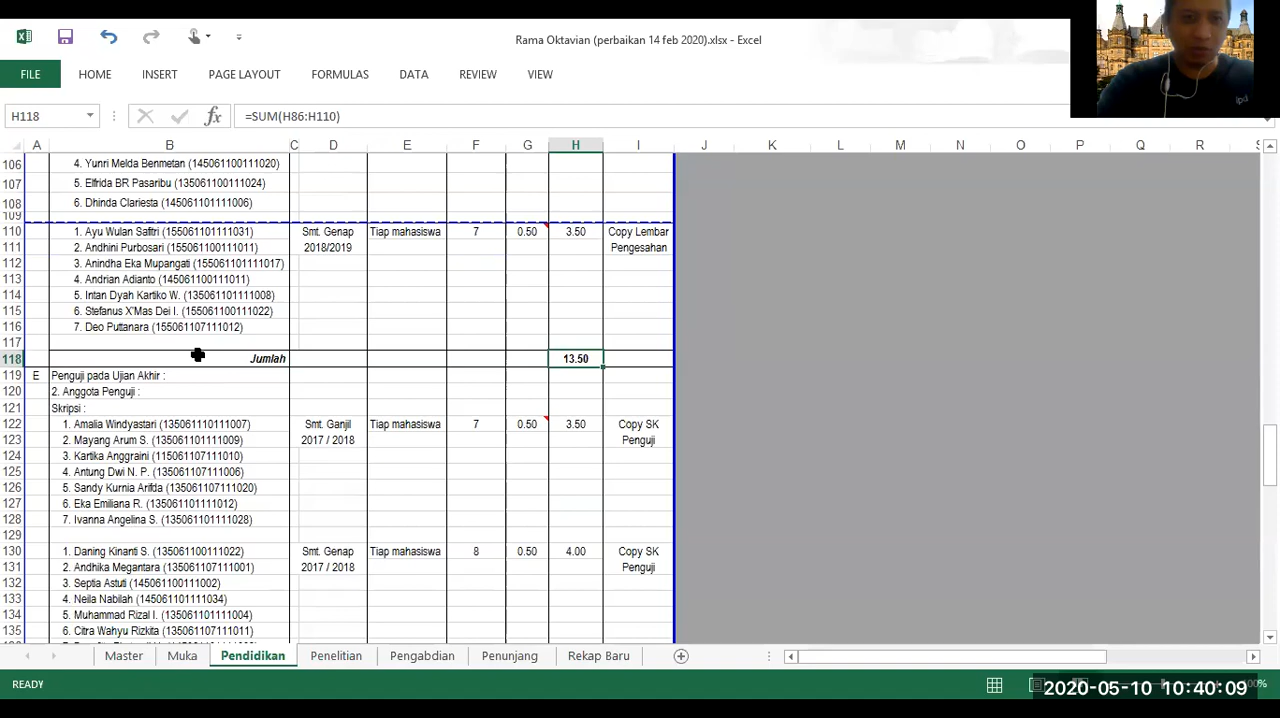 Rama Oktavian (perbaikan 14 feb 2020).xlsx - Excel
FILE HOME INSERT PAGE LAYOUT FORMULAS DATA REVIEW VIEW
H118 fx =SUM(H86:H110)
A B C D E F G H I J K L M N O P Q R
106 4. Yunri Melda Benmetan (145061100111020)
107 5. Elfrida BR Pasaribu (135061100111024)
108 6. Dhinda Clariesta (145061101111006)
109
110 1. Ayu Wulan Safitri (155061101111031) Smt. Genap Tiap mahasiswa 7 0.50 3.50 Copy Lembar
111 2. Andhini Purbosari (155061100111011) 2018/2019 Pengesahan
112 3. Anindha Eka Mupangati (155061101111017)
113 4. Andrian Adianto (145061100111011)
114 5. Intan Dyah Kartiko W. (135061101111008)
115 6. Stefanus X'Mas Dei I. (155061100111022)
116 7. Deo Puttanara (155061107111012)
117
118 Jumlah 13.50
119 E Penguji pada Ujian Akhir :
120 2. Anggota Penguji :
121 Skripsi :
122 1. Amalia Windyastari (135061101111007) Smt. Ganjil Tiap mahasiswa 7 0.50 3.50 Copy SK
123 2. Mayang Arum S. (135061101111009) 2017 / 2018 Penguji
124 3. Kartika Anggraini (115061107111010)
125 4. Antung Dwi N. P. (135061107111006)
126 5. Sandy Kurnia Arifda (135061107111020)
127 6. Eka Emiliana R. (135061101111012)
128 7. Ivanna Angelina S. (135061101111028)
129
130 1. Daning Kinanti S. (135061100111022) Smt. Genap Tiap mahasiswa 8 0.50 4.00 Copy SK
131 2. Andhika Megantara (135061107111001) 2017 / 2018 Penguji
132 3. Septia Astuti (145061100111002)
133 4. Neila Nabilah (145061101111034)
134 5. Muhammad Rizal I. (135061101111004)
135 6. Citra Wahyu Rizkita (135061107111011)
Master Muka Pendidikan Penelitian Pengabdian Penunjang Rekap Baru
READY
2020-05-10 10:40:09